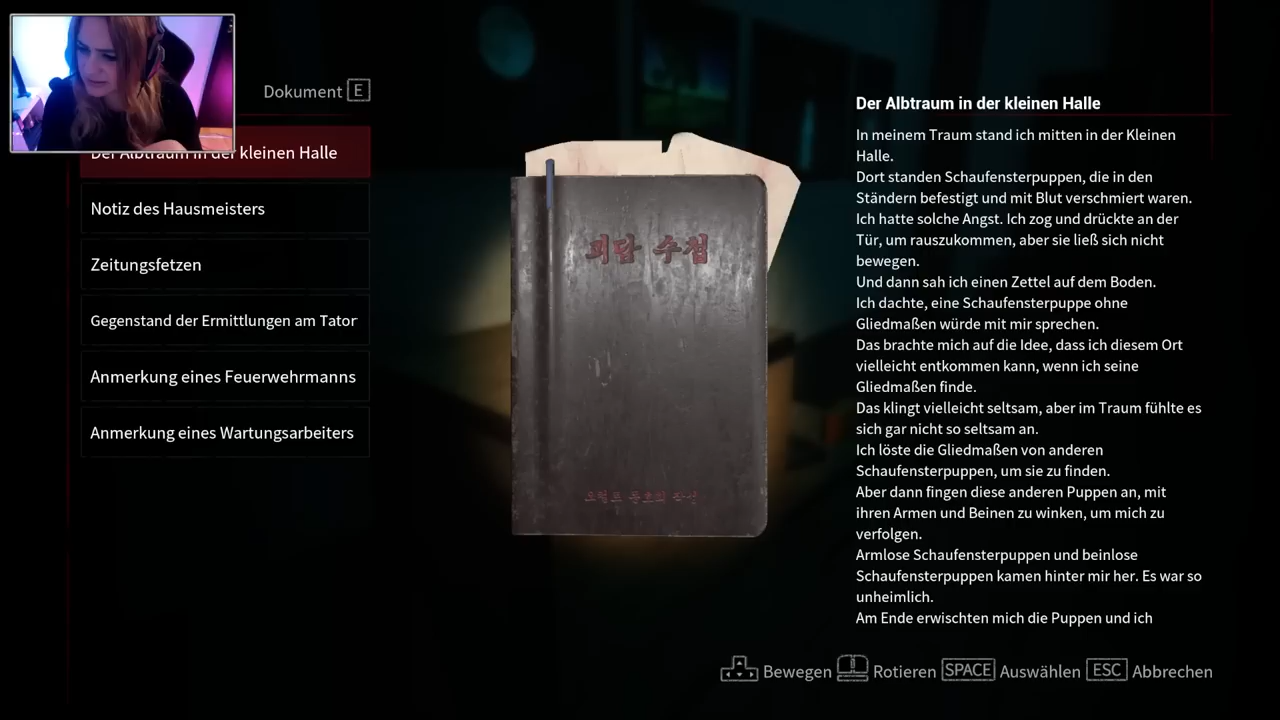 Dokument E
Der Albtraum in der kleinen Halle
Notiz des Hausmeisters
Zeitungsfetzen
Gegenstand der Ermittlungen am Tator
Anmerkung eines Feuerwehrmanns
Anmerkung eines Wartungsarbeiters
괴담 수첩
Der Albtraum in der kleinen Halle
In meinem Traum stand ich mitten in der Kleinen
Halle.
Dort standen Schaufensterpuppen, die in den
Ständern befestigt und mit Blut verschmiert waren.
Ich hatte solche Angst. Ich zog und drückte an der
Tür, um rauszukommen, aber sie ließ sich nicht
bewegen.
Und dann sah ich einen Zettel auf dem Boden.
Ich dachte, eine Schaufensterpuppe ohne
Gliedmaßen würde mit mir sprechen.
Das brachte mich auf die Idee, dass ich diesem Ort
vielleicht entkommen kann, wenn ich seine
Gliedmaßen finde.
Das klingt vielleicht seltsam, aber im Traum fühlte es
sich gar nicht so seltsam an.
Ich löste die Gliedmaßen von anderen
Schaufensterpuppen, um sie zu finden.
Aber dann fingen diese anderen Puppen an, mit
ihren Armen und Beinen zu winken, um mich zu
verfolgen.
Armlose Schaufensterpuppen und beinlose
Schaufensterpuppen kamen hinter mir her. Es war so
unheimlich.
Am Ende erwischten mich die Puppen und ich
Bewegen Rotieren SPACE Auswählen ESC Abbrechen